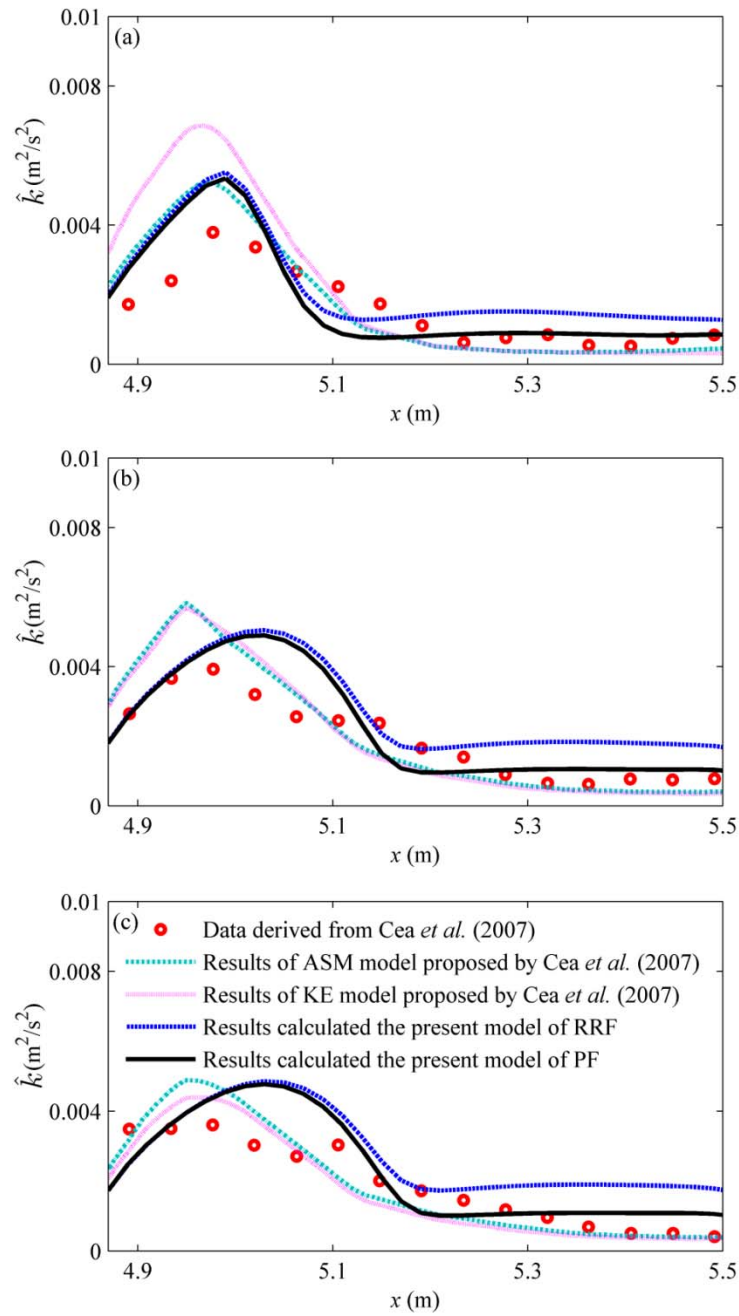 0.01
(a)
0.008
0.004
0
k̂ (m²/s²)
4.9 5.1 5.3 5.5
x (m)
0.01
(b)
0.008
0.004
0
k̂ (m²/s²)
4.9 5.1 5.3 5.5
x (m)
0.01
(c)
Data derived from Cea et al. (2007)
0.008
Results of ASM model proposed by Cea et al. (2007)
Results of KE model proposed by Cea et al. (2007)
Results calculated the present model of RRF
Results calculated the present model of PF
0.004
0
k̂ (m²/s²)
4.9 5.1 5.3 5.5
x (m)